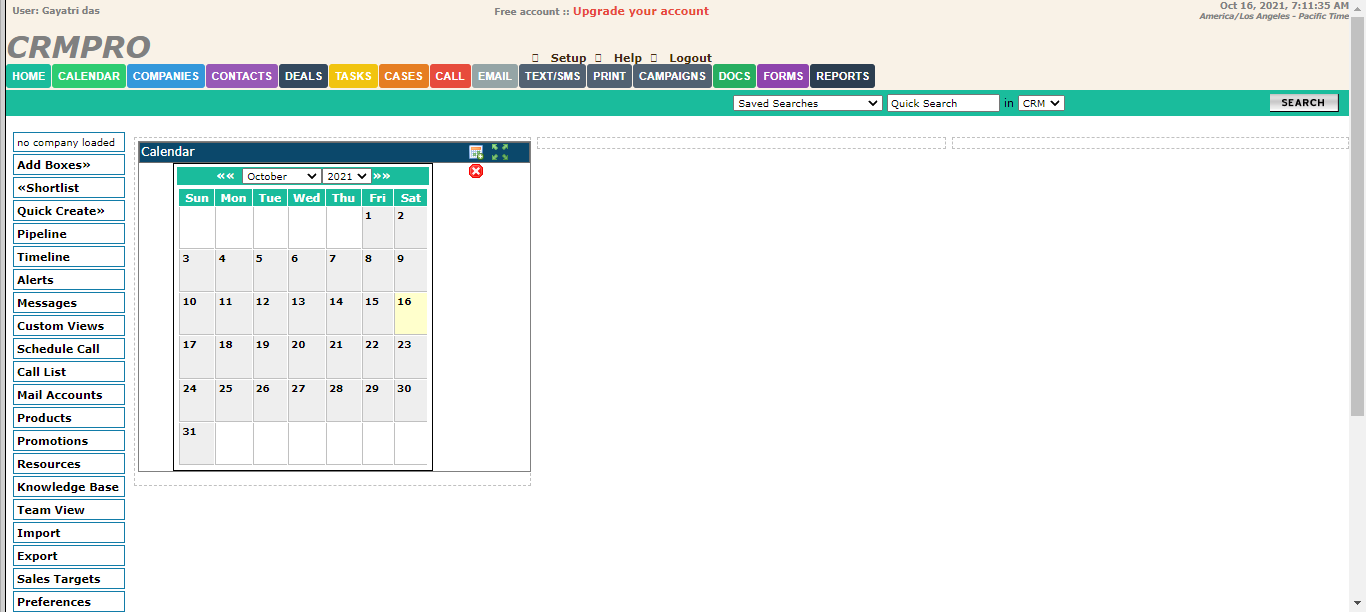 User: Gayatri das
Free account :: Upgrade your account
Oct 16, 2021, 7:11:35 AM
America/Los Angeles - Pacific Time
CRMPRO
Setup Help Logout
HOME CALENDAR COMPANIES CONTACTS DEALS TASKS CASES CALL EMAIL TEXT/SMS PRINT CAMPAIGNS DOCS FORMS REPORTS
Saved Searches Quick Search in CRM SEARCH
no company loaded
Add Boxes»
«Shortlist
Quick Create»
Pipeline
Timeline
Alerts
Messages
Custom Views
Schedule Call
Call List
Mail Accounts
Products
Promotions
Resources
Knowledge Base
Team View
Import
Export
Sales Targets
Preferences
Calendar
«« October 2021 »»
Sun Mon Tue Wed Thu Fri Sat
1 2
3 4 5 6 7 8 9
10 11 12 13 14 15 16
17 18 19 20 21 22 23
24 25 26 27 28 29 30
31